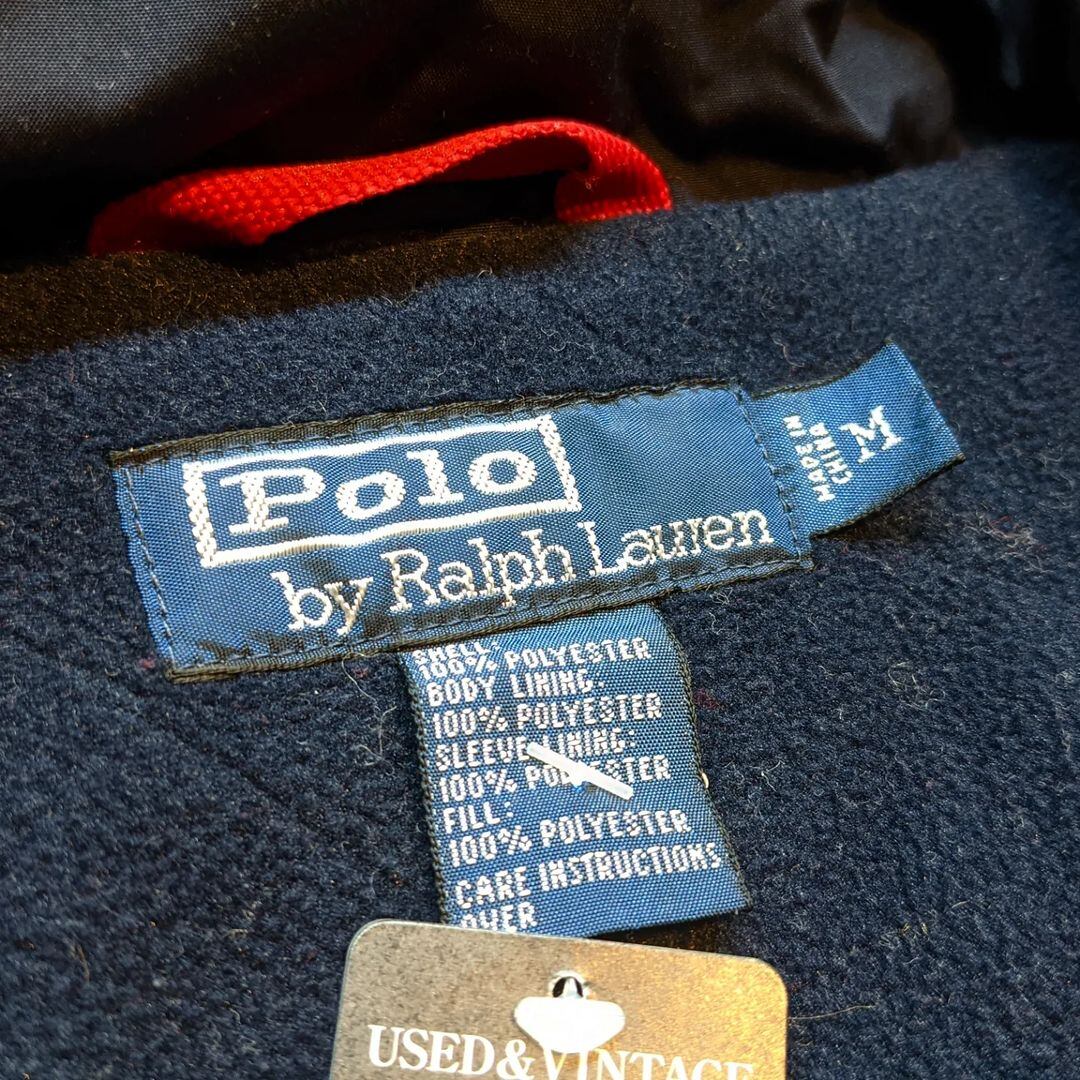 Polo
by Ralph Lauren
M
MADE IN
CHINA
SHELL:
100% POLYESTER
BODY LINING:
100% POLYESTER
SLEEVE LINING:
100% POLYESTER
FILL:
100% POLYESTER
CARE INSTRUCTIONS
OVER
USED&VINTAGE